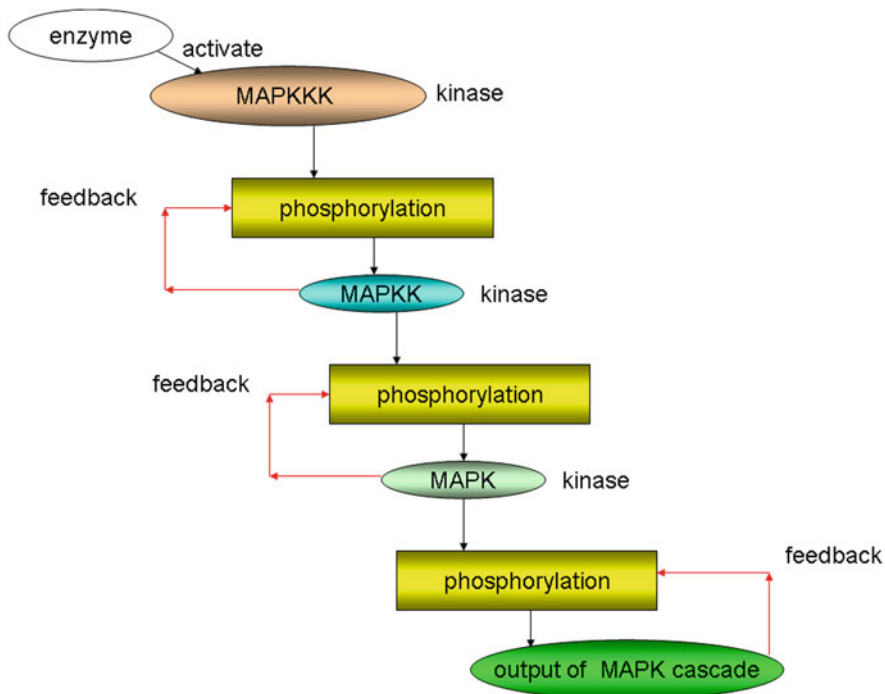 enzyme
activate
MAPKKK
kinase
feedback
phosphorylation
MAPKK
kinase
feedback
phosphorylation
MAPK
kinase
feedback
phosphorylation
output of MAPK cascade